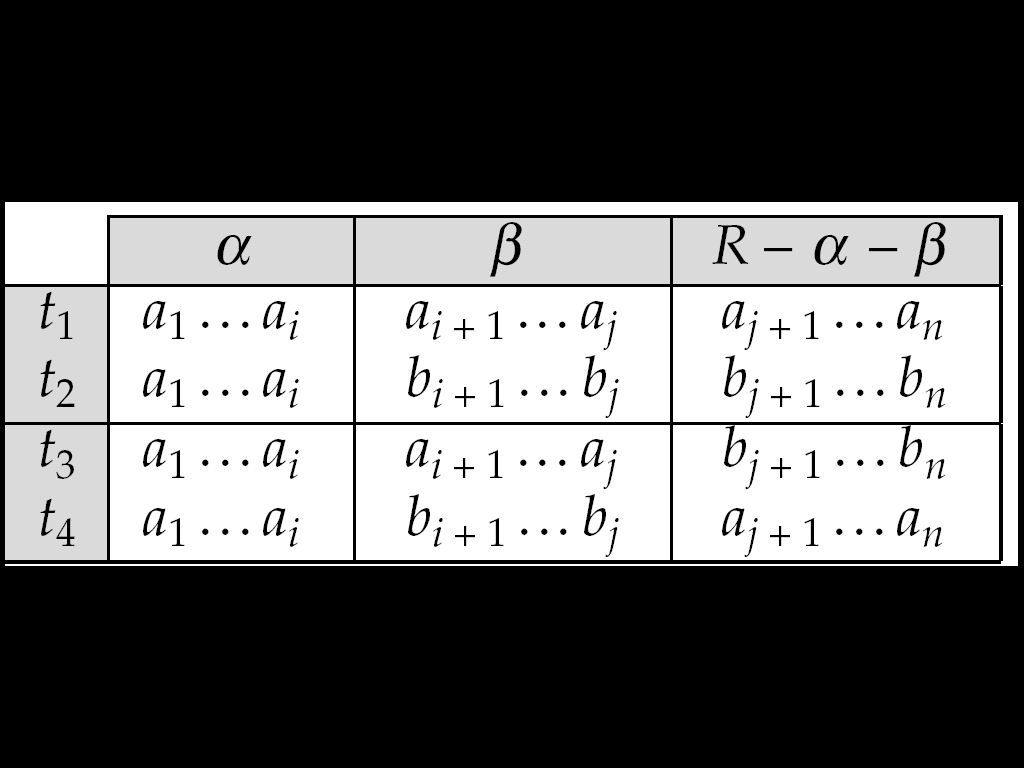 α β R – α – β
t₁ a₁ … aᵢ aᵢ ₊ ₁ … aⱼ aⱼ ₊ ₁ … aₙ
t₂ a₁ … aᵢ bᵢ ₊ ₁ … bⱼ bⱼ ₊ ₁ … bₙ
t₃ a₁ … aᵢ aᵢ ₊ ₁ … aⱼ bⱼ ₊ ₁ … bₙ
t₄ a₁ … aᵢ bᵢ ₊ ₁ … bⱼ aⱼ ₊ ₁ … aₙ